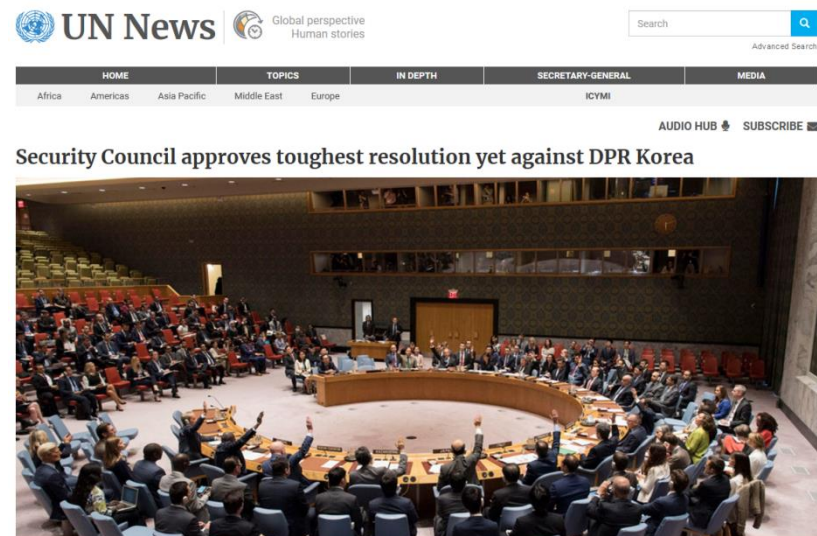 UN News
Global perspective
Human stories
Search
Advanced Search
HOME TOPICS IN DEPTH SECRETARY-GENERAL MEDIA
Africa Americas Asia Pacific Middle East Europe ICYMI
AUDIO HUB SUBSCRIBE
Security Council approves toughest resolution yet against DPR Korea